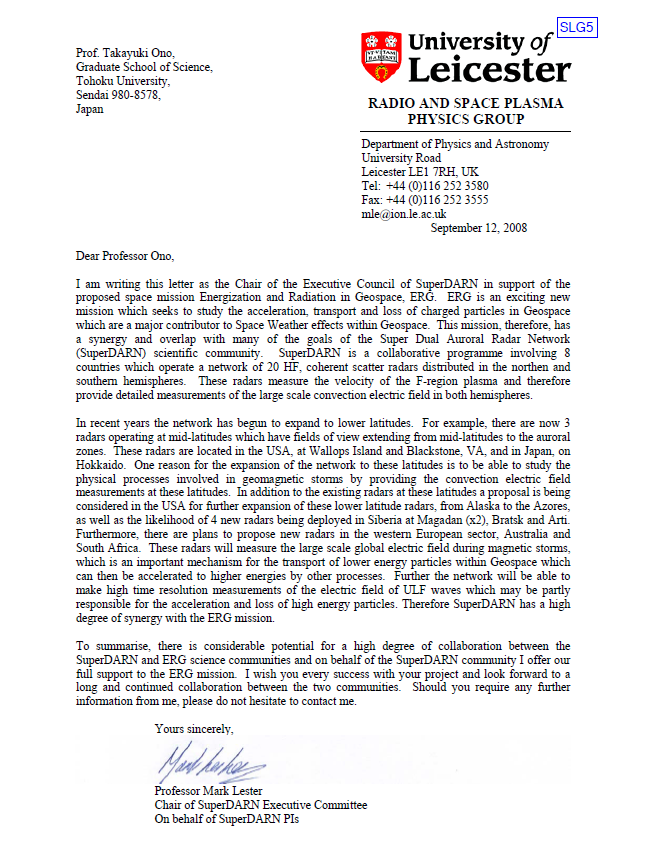 SLG5
Prof. Takayuki Ono,
Graduate School of Science,
Tohoku University,
Sendai 980-8578,
Japan
University of
Leicester
RADIO AND SPACE PLASMA
PHYSICS GROUP
Department of Physics and Astronomy
University Road
Leicester LE1 7RH, UK
Tel: +44 (0)116 252 3580
Fax: +44 (0)116 252 3555
mle@ion.le.ac.uk
September 12, 2008
Dear Professor Ono,
I am writing this letter as the Chair of the Executive Council of SuperDARN in support of the
proposed space mission Energization and Radiation in Geospace, ERG. ERG is an exciting new
mission which seeks to study the acceleration, transport and loss of charged particles in Geospace
which are a major contributor to Space Weather effects within Geospace. This mission, therefore, has
a synergy and overlap with many of the goals of the Super Dual Auroral Radar Network
(SuperDARN) scientific community. SuperDARN is a collaborative programme involving 8
countries which operate a network of 20 HF, coherent scatter radars distributed in the northen and
southern hemispheres. These radars measure the velocity of the F-region plasma and therefore
provide detailed measurements of the large scale convection electric field in both hemispheres.
In recent years the network has begun to expand to lower latitudes. For example, there are now 3
radars operating at mid-latitudes which have fields of view extending from mid-latitudes to the auroral
zones. These radars are located in the USA, at Wallops Island and Blackstone, VA, and in Japan, on
Hokkaido. One reason for the expansion of the network to these latitudes is to be able to study the
physical processes involved in geomagnetic storms by providing the convection electric field
measurements at these latitudes. In addition to the existing radars at these latitudes a proposal is being
considered in the USA for further expansion of these lower latitude radars, from Alaska to the Azores,
as well as the likelihood of 4 new radars being deployed in Siberia at Magadan (x2), Bratsk and Arti.
Furthermore, there are plans to propose new radars in the western European sector, Australia and
South Africa. These radars will measure the large scale global electric field during magnetic storms,
which is an important mechanism for the transport of lower energy particles within Geospace which
can then be accelerated to higher energies by other processes. Further the network will be able to
make high time resolution measurements of the electric field of ULF waves which may be partly
responsible for the acceleration and loss of high energy particles. Therefore SuperDARN has a high
degree of synergy with the ERG mission.
To summarise, there is considerable potential for a high degree of collaboration between the
SuperDARN and ERG science communities and on behalf of the SuperDARN community I offer our
full support to the ERG mission. I wish you every success with your project and look forward to a
long and continued collaboration between the two communities. Should you require any further
information from me, please do not hesitate to contact me.
Yours sincerely,
Mark Lester
Professor Mark Lester
Chair of SuperDARN Executive Committee
On behalf of SuperDARN PIs